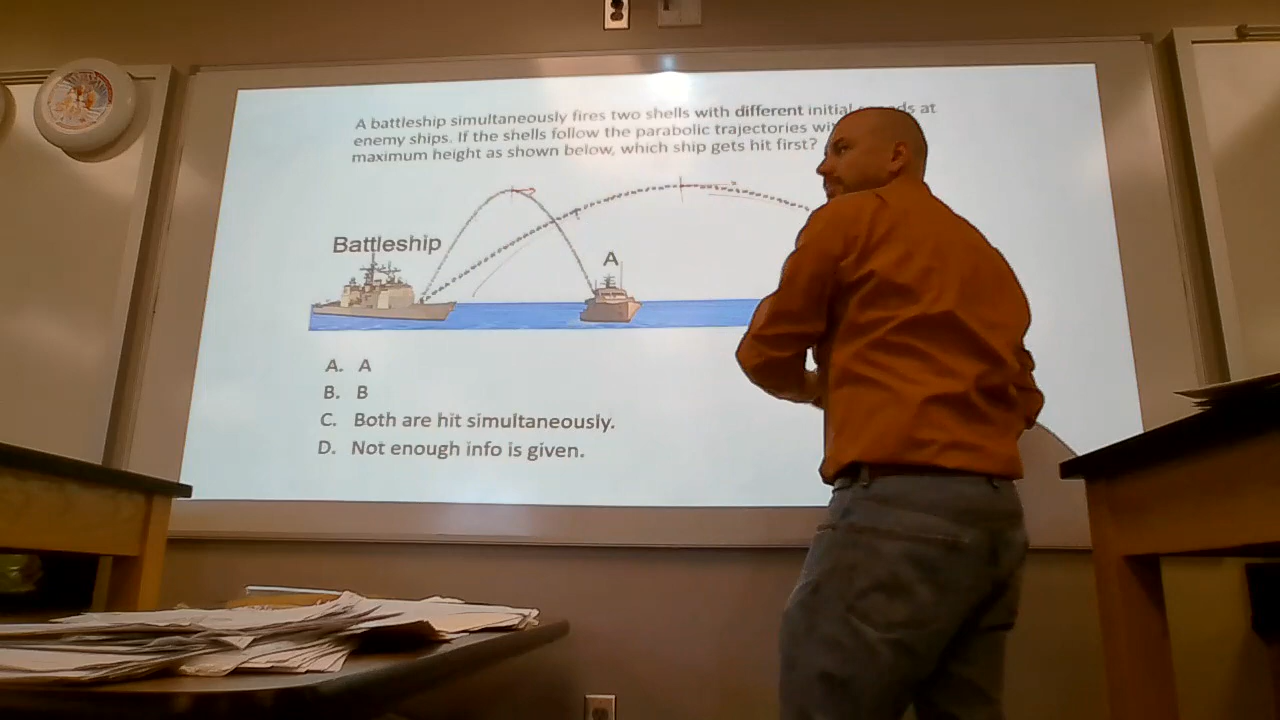 A battleship simultaneously fires two shells with different initial at
enemy ships. If the shells follow the parabolic trajectories
maximum height as shown below, which ship gets hit first?
Battleship
A
A. A
B. B
C. Both are hit simultaneously.
D. Not enough info is given.